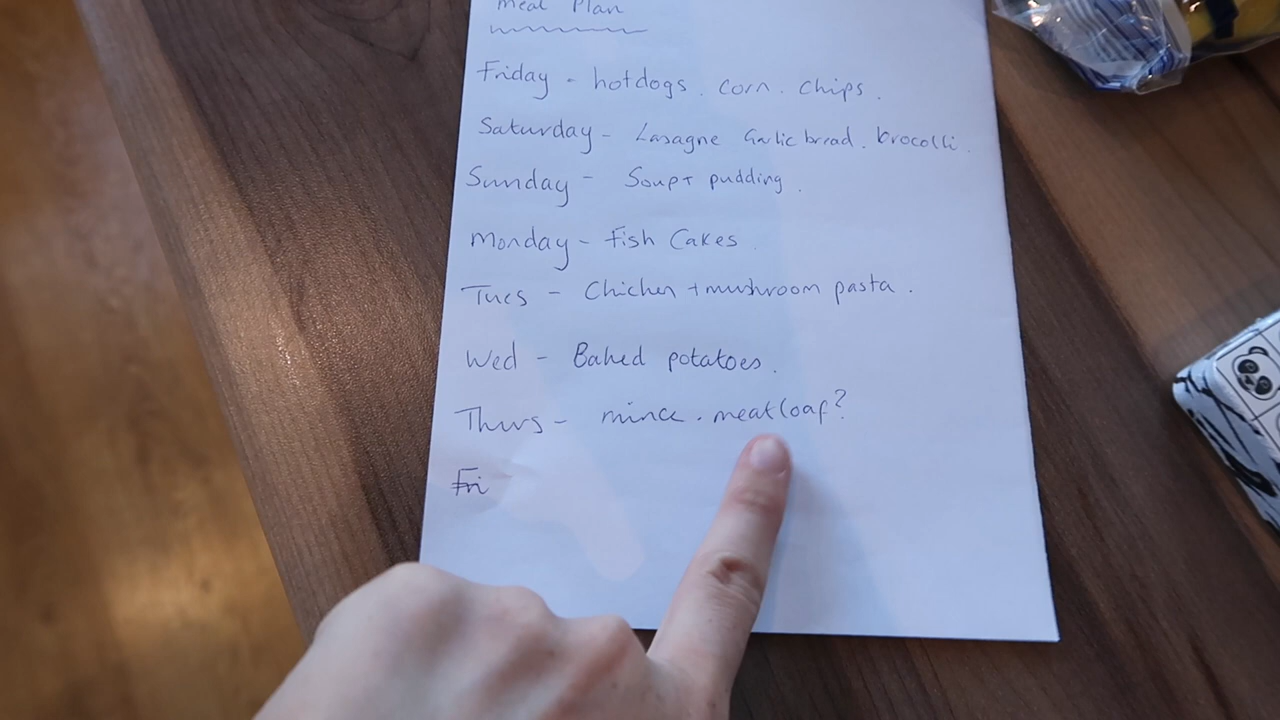 Meal Plan
Friday - hotdogs. corn. chips.
Saturday - Lasagne Garlic bread. brocolli.
Sunday - Soup + pudding.
Monday - fish Cakes
Tues - Chicken + mushroom pasta.
Wed - Baked potatoes.
Thurs - mince. meatloaf?
Fri